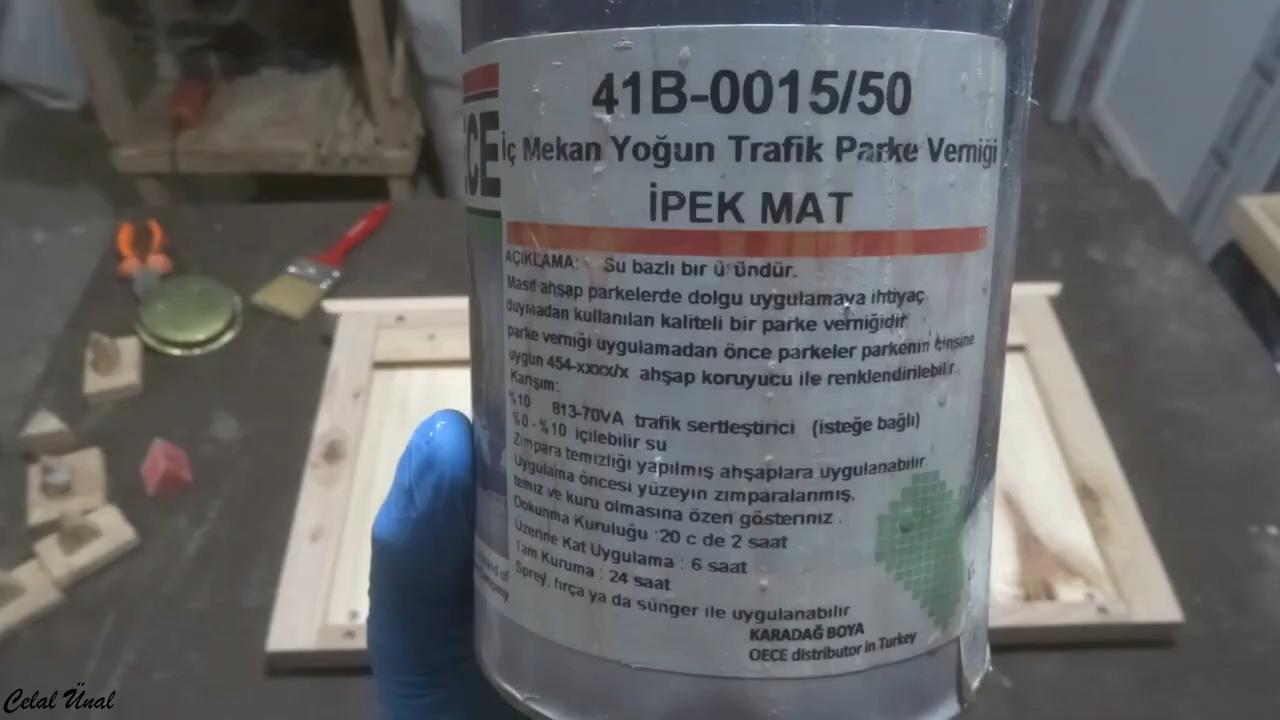 41B-0015/50
İç Mekan Yoğun Trafik Parke Verniği
İPEK MAT
AÇIKLAMA: Su bazlı bir üründür.
Masif ahşap parkelerde dolgu uygulamaya ihtiyaç
duymadan kullanılan kaliteli bir parke verniğidir
parke verniği uygulamadan önce parkeler parkenin cinsine
uygun 454-xxxx/x ahşap koruyucu ile renklendirilebilir.
Karışım:
%10 813-70VA trafik sertleştirici (isteğe bağlı)
%0 - %10 içilebilir su
Zımpara temizliği yapılmış ahşaplara uygulanabilir.
Uygulama öncesi yüzeyin zımparalanmış,
temiz ve kuru olmasına özen gösteriniz .
Dokunma Kuruluğu :20 c de 2 saat
Üzerine Kat Uygulama : 6 saat
Tam Kuruma : 24 saat
Sprey, fırça ya da sünger ile uygulanabilir
KARADAĞ BOYA
OECE distributor in Turkey
Celal Ünal